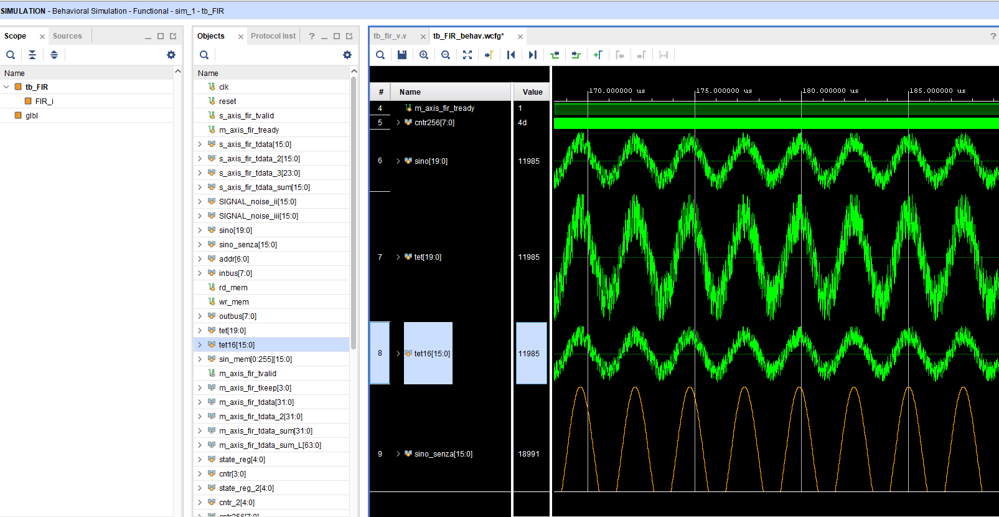 SIMULATION - Behavioral Simulation - Functional - sim_1 - tb_FIR
Scope
Sources
Name
tb_FIR
FIR_i
glbl
Objects
Protocol Inst
?
Name
clk
reset
s_axis_fir_tvalid
m_axis_fir_tready
s_axis_fir_tdata[15:0]
s_axis_fir_tdata_2[15:0]
s_axis_fir_tdata_3[23:0]
s_axis_fir_tdata_sum[15:0]
SIGNAL_noise_ii[15:0]
SIGNAL_noise_iii[15:0]
sino[19:0]
sino_senza[15:0]
addr[6:0]
inbus[7:0]
rd_mem
wr_mem
outbus[7:0]
tet[19:0]
tet16[15:0]
sin_mem[0:255][15:0]
m_axis_fir_tvalid
m_axis_fir_tkeep[3:0]
m_axis_fir_tdata[31:0]
m_axis_fir_tdata_2[31:0]
m_axis_fir_tdata_sum[31:0]
m_axis_fir_tdata_sum_L[63:0]
state_reg[4:0]
cntr[3:0]
state_reg_2[4:0]
cntr_2[4:0]
cntr256[7:0]
tb_fir_v.v
tb_FIR_behav.wcfg*
?
# Name Value
170.000000 us 175.000000 us 180.000000 us 185.000000 us
4 m_axis_fir_tready 1
5 cntr256[7:0] 4d
6 sino[19:0] 11985
7 tet[19:0] 11985
8 tet16[15:0] 11985
9 sino_senza[15:0] 18991